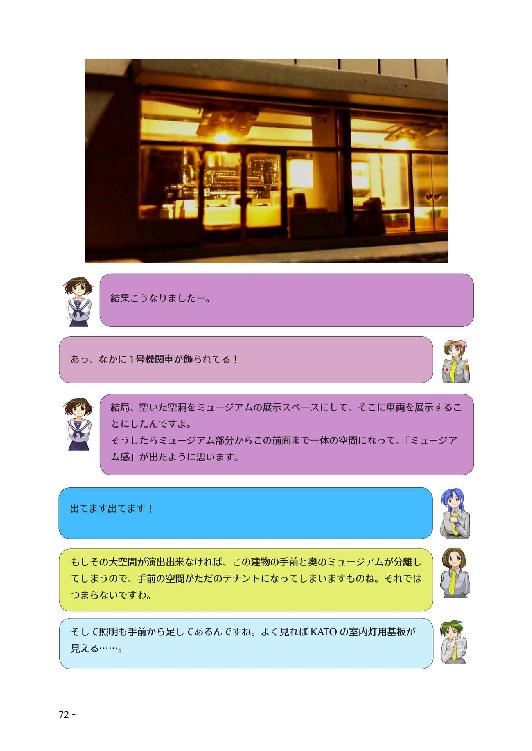 結果こうなりましたー。
あっ、なかに1号機関車が飾られてる！
結局、空いた空洞をミュージアムの展示スペースにして、そこに車両を展示するこ
とにしたんですよ。
そうしたらミュージアム部分からこの前面まで一体の空間になって、「ミュージア
ム感」が出たように思います。
出てます出てます！
もしその大空間が演出出来なければ、この建物の手前と奥のミュージアムが分離し
てしまうので、手前の空間がただのテナントになってしまいますものね。それでは
つまらないですわ。
そして照明も手前から足してあるんですね。よく見ればKATOの室内灯用基板が
見える……。
72 -